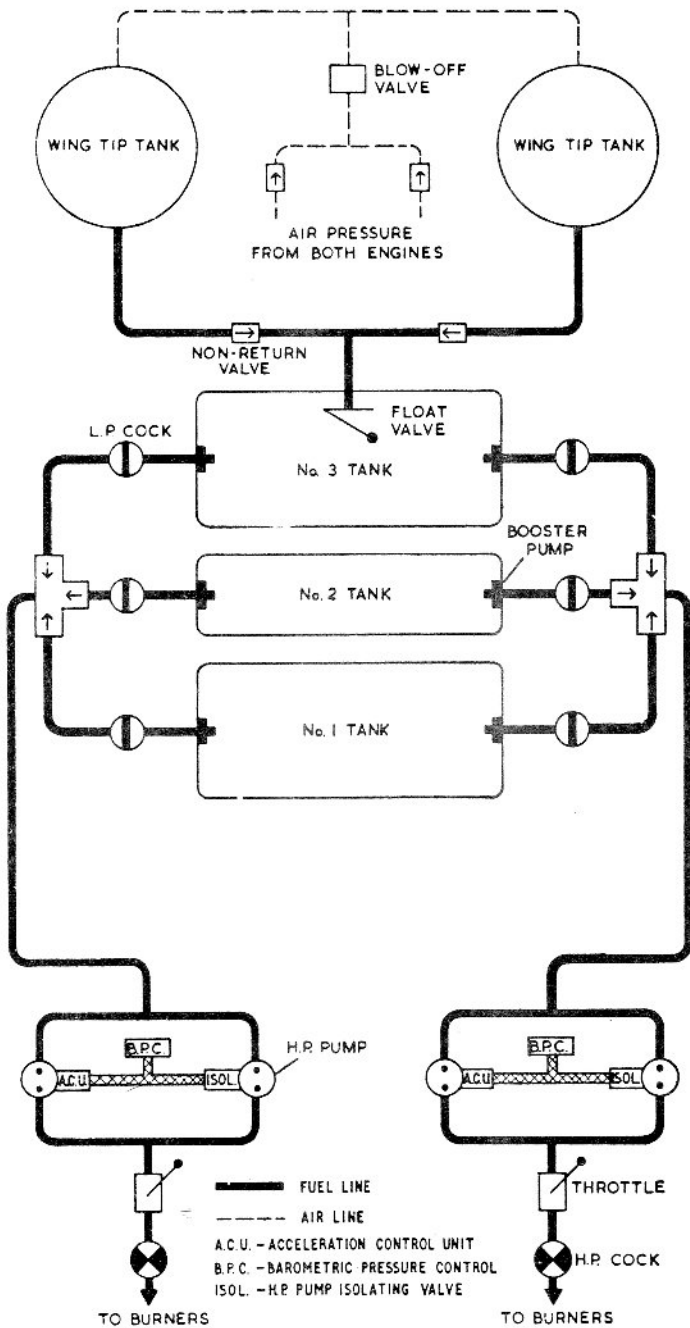 BLOW-OFF
VALVE
WING TIP TANK
WING TIP TANK
AIR PRESSURE
FROM BOTH ENGINES
NON-RETURN
VALVE
FLOAT
VALVE
L.P. COCK
No. 3 TANK
BOOSTER
PUMP
No. 2 TANK
No. 1 TANK
B.P.C.
H.P. PUMP
A.C.U.
ISOL.
B.P.C.
A.C.U.
ISOL.
THROTTLE
FUEL LINE
AIR LINE
A.C.U. - ACCELERATION CONTROL UNIT
B.P.C. - BAROMETRIC PRESSURE CONTROL
ISOL. - H.P. PUMP ISOLATING VALVE
H.P. COCK
TO BURNERS
TO BURNERS